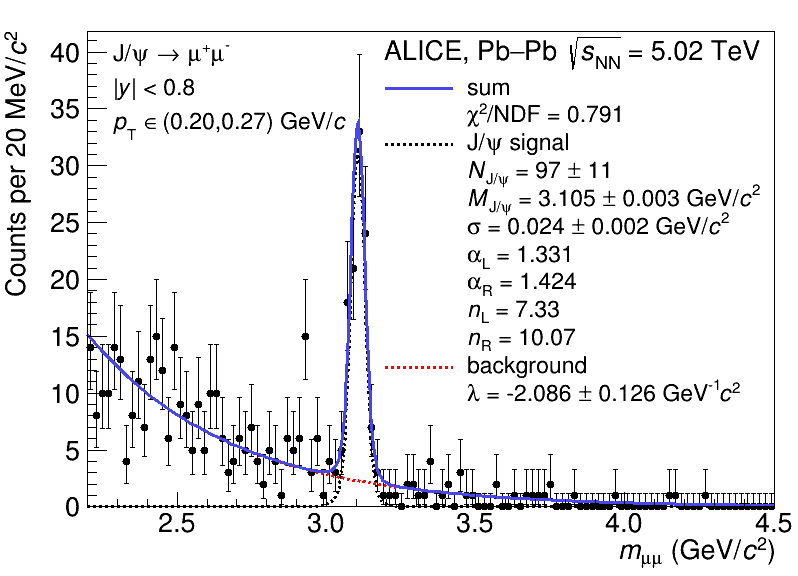 Counts per 20 MeV/c²
40
35
30
25
20
15
10
5
0
J/ψ → μ⁺μ⁻
|y| < 0.8
p_T ∈ (0.20,0.27) GeV/c
ALICE, Pb–Pb √s_NN = 5.02 TeV
sum
χ²/NDF = 0.791
J/ψ signal
N_J/ψ = 97 ± 11
M_J/ψ = 3.105 ± 0.003 GeV/c²
σ = 0.024 ± 0.002 GeV/c²
α_L = 1.331
α_R = 1.424
n_L = 7.33
n_R = 10.07
background
λ = -2.086 ± 0.126 GeV⁻¹c²
2.5 3.0 3.5 4.0 4.5
m_μμ (GeV/c²)